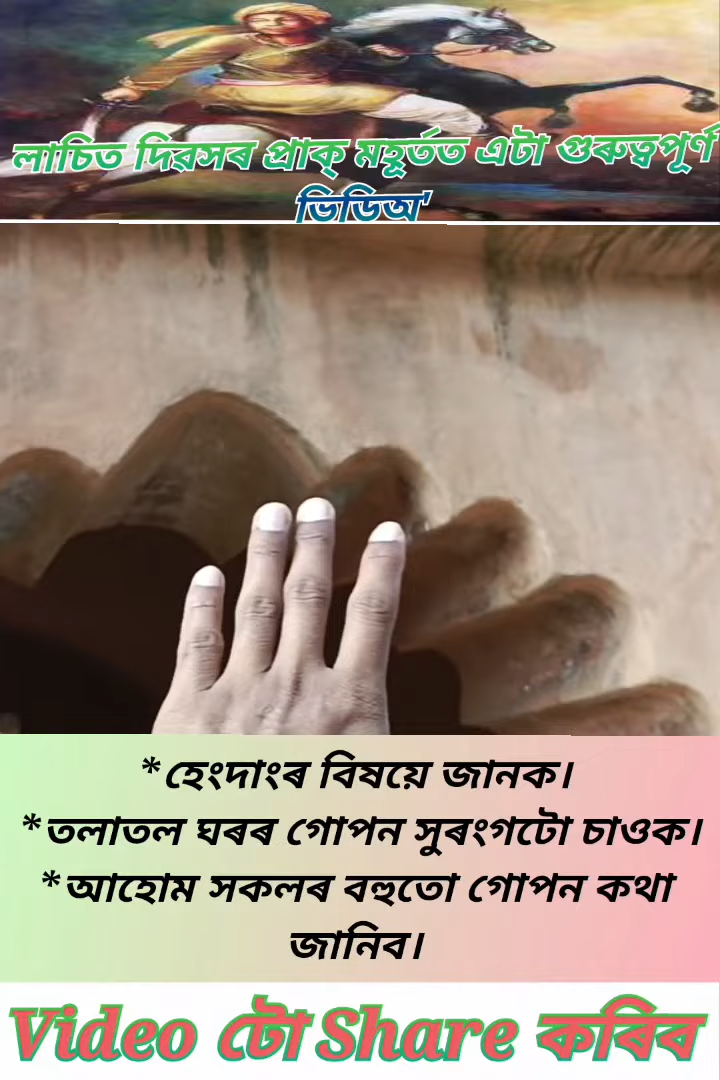 লাচিত দিৱসৰ প্ৰাক্ মহূৰ্তত এটা গুৰুত্বপূৰ্ণ
ভিডিঅ'
*হেংদাংৰ বিষয়ে জানক।
*তলাতল ঘৰৰ গোপন সুৰংগটো চাওক।
*আহোম সকলৰ বহুতো গোপন কথা
জানিব।
Video টো Share কৰিব